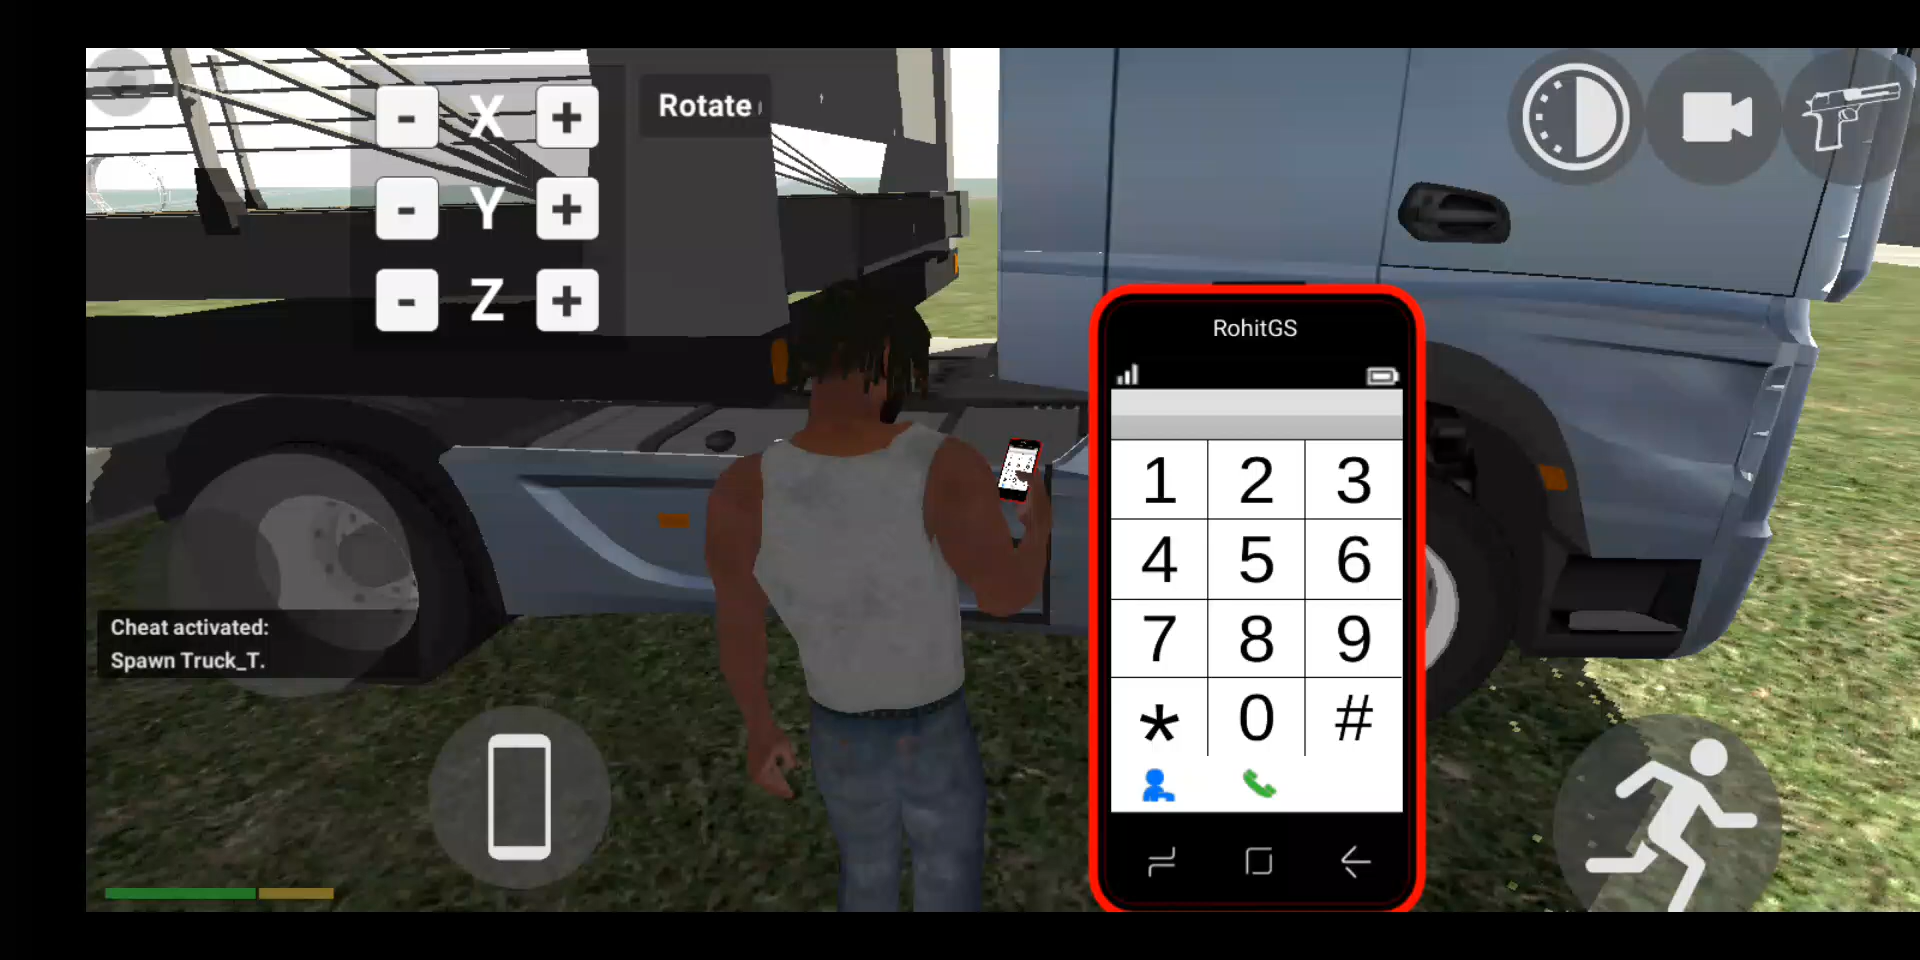 - X +
Rotate
- Y +
- Z +
RohitGS
1 2 3
4 5 6
7 8 9
* 0 #
Cheat activated:
Spawn Truck_T.